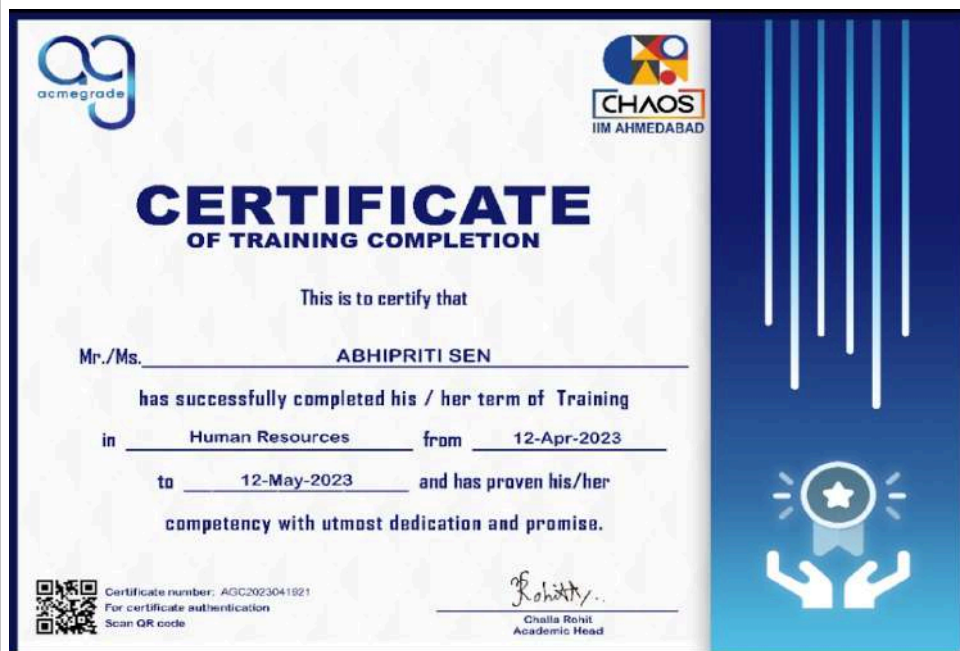 ag
acmegrade
CHAOS
IIM AHMEDABAD
CERTIFICATE
OF TRAINING COMPLETION
This is to certify that
Mr./Ms. ABHIPRITI SEN
has successfully completed his / her term of Training
in Human Resources from 12-Apr-2023
to 12-May-2023 and has proven his/her
competency with utmost dedication and promise.
Certificate number: AGC2023041921
For certificate authentication
Scan QR code
Rohit
Challa Rohit
Academic Head